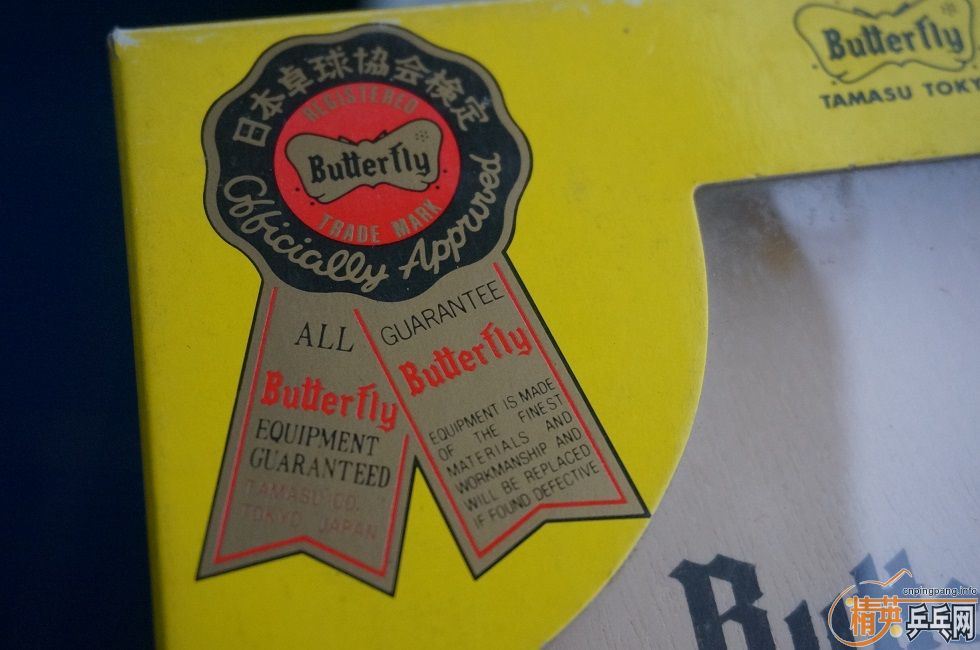 日本卓球協会検定
REGISTERED
Butterfly
TRADE MARK
Officially Approved
ALL
Butterfly
EQUIPMENT
GUARANTEED
TAMASU CO.
TOKYO JAPAN
GUARANTEE
Butterfly
EQUIPMENT IS MADE
OF THE FINEST
MATERIALS AND
WORKMANSHIP AND
WILL BE REPLACED
IF FOUND DEFECTIVE
Butterfly
TAMASU TOKY
Butte
cnpingpang.info
精英乒乓网